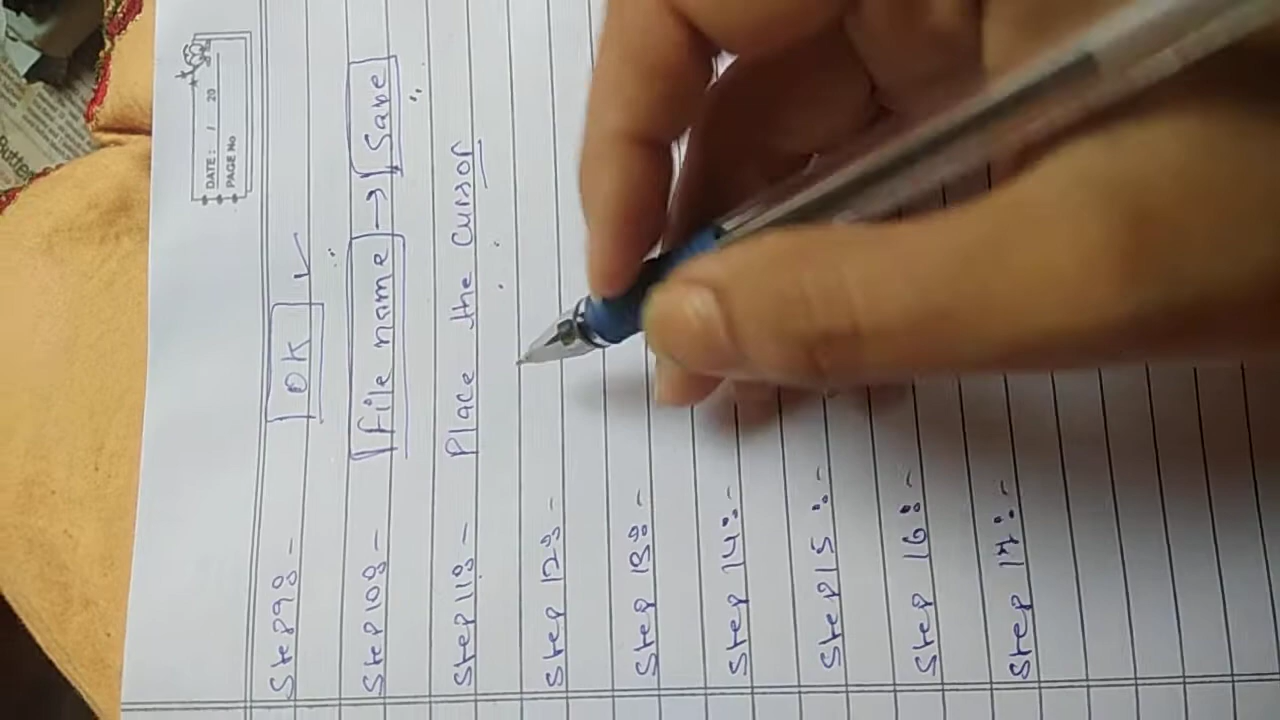 DATE: / 20
PAGE No
Step 9:- OK ✓
Step 10:- File name → Save
Step 11:- Place the cursor
Step 12:-
Step 13:-
Step 14:-
Step 15:-
Step 16:-
Step 17:-
Butte